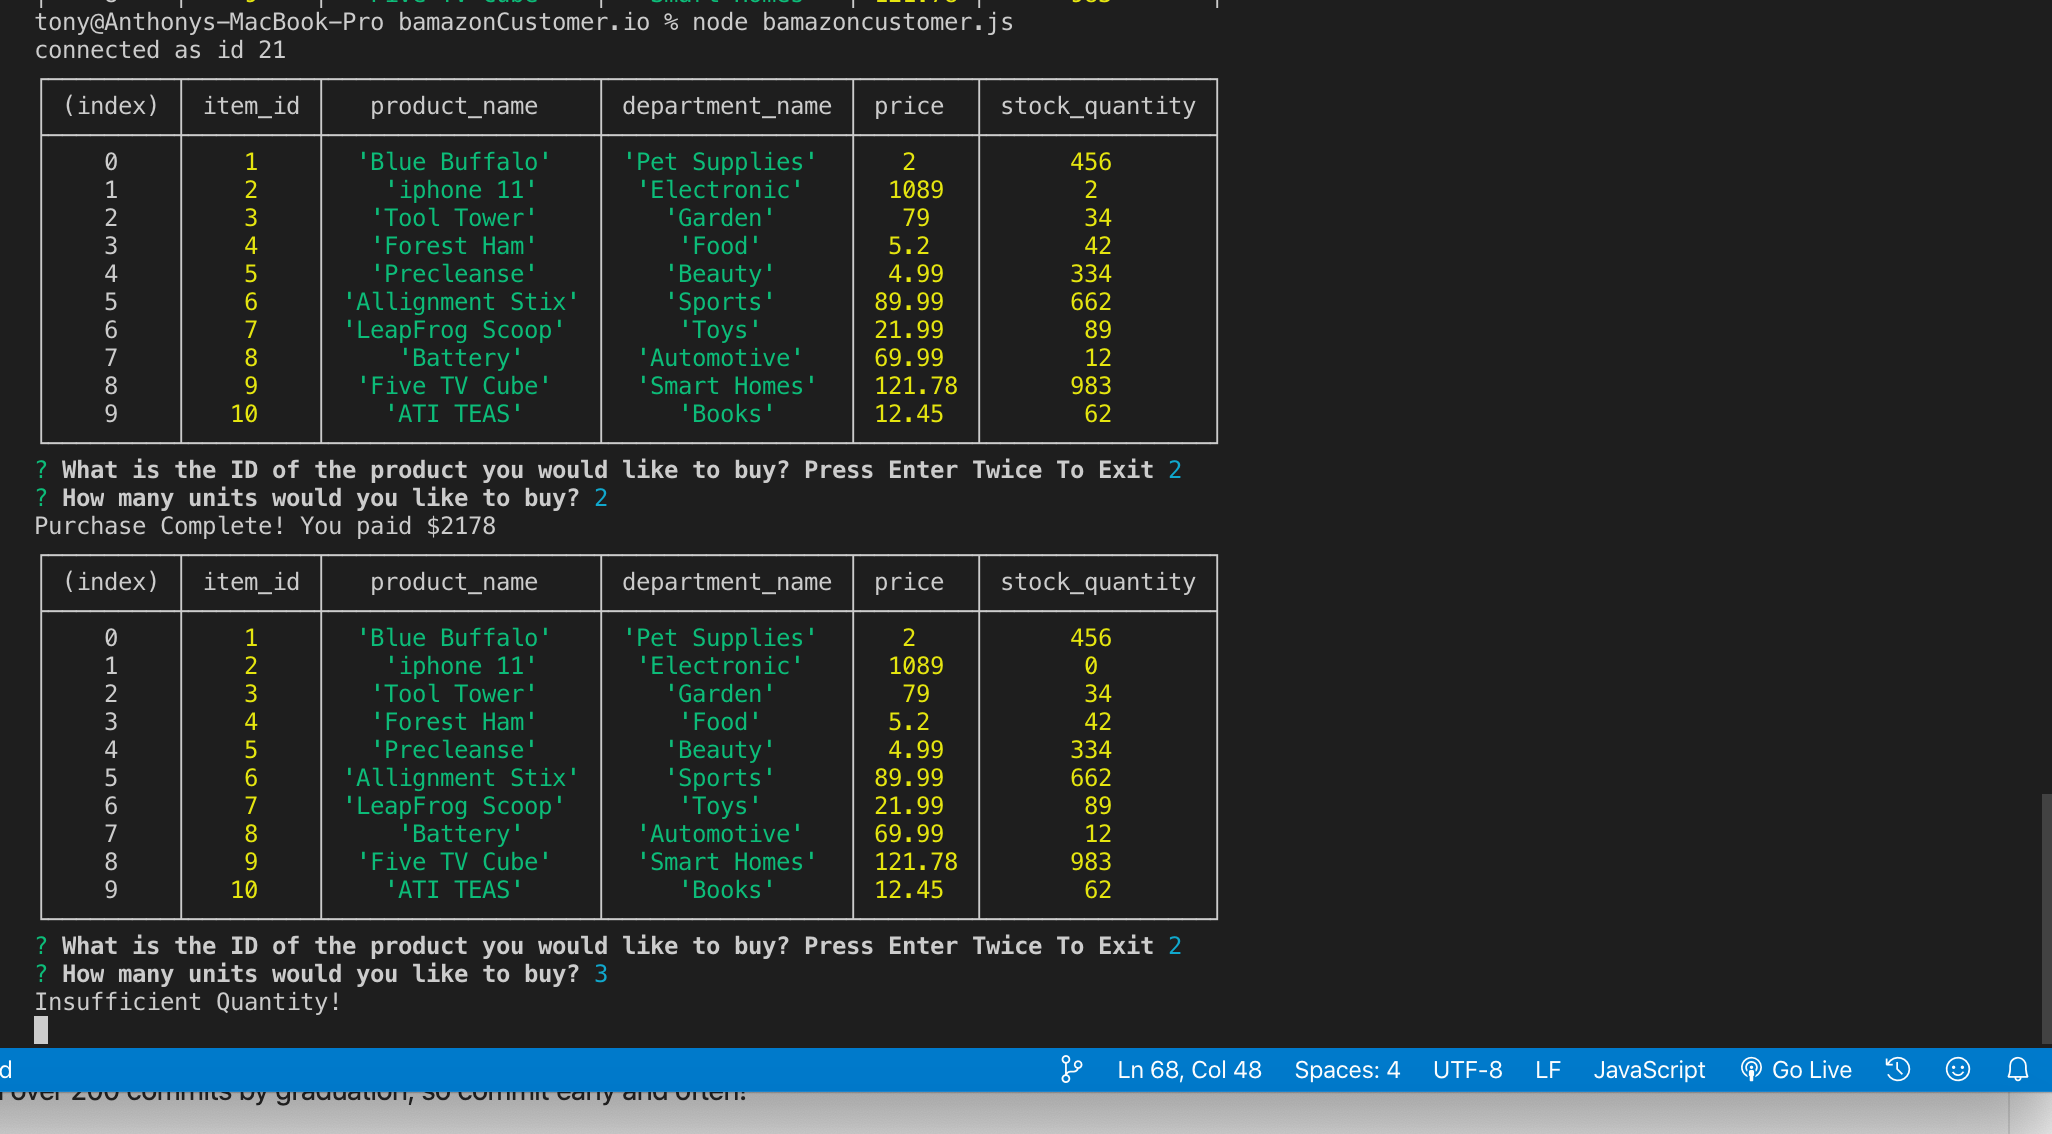 tony@Anthonys-MacBook-Pro bamazonCustomer.io % node bamazoncustomer.js
connected as id 21
(index) item_id product_name department_name price stock_quantity
0 1 'Blue Buffalo' 'Pet Supplies' 2 456
1 2 'iphone 11' 'Electronic' 1089 2
2 3 'Tool Tower' 'Garden' 79 34
3 4 'Forest Ham' 'Food' 5.2 42
4 5 'Precleanse' 'Beauty' 4.99 334
5 6 'Allignment Stix' 'Sports' 89.99 662
6 7 'LeapFrog Scoop' 'Toys' 21.99 89
7 8 'Battery' 'Automotive' 69.99 12
8 9 'Five TV Cube' 'Smart Homes' 121.78 983
9 10 'ATI TEAS' 'Books' 12.45 62
? What is the ID of the product you would like to buy? Press Enter Twice To Exit 2
? How many units would you like to buy? 2
Purchase Complete! You paid $2178
(index) item_id product_name department_name price stock_quantity
0 1 'Blue Buffalo' 'Pet Supplies' 2 456
1 2 'iphone 11' 'Electronic' 1089 0
2 3 'Tool Tower' 'Garden' 79 34
3 4 'Forest Ham' 'Food' 5.2 42
4 5 'Precleanse' 'Beauty' 4.99 334
5 6 'Allignment Stix' 'Sports' 89.99 662
6 7 'LeapFrog Scoop' 'Toys' 21.99 89
7 8 'Battery' 'Automotive' 69.99 12
8 9 'Five TV Cube' 'Smart Homes' 121.78 983
9 10 'ATI TEAS' 'Books' 12.45 62
? What is the ID of the product you would like to buy? Press Enter Twice To Exit 2
? How many units would you like to buy? 3
Insufficient Quantity!
d Ln 68, Col 48 Spaces: 4 UTF-8 LF JavaScript Go Live
over 200 commits by graduation, so commit early and often!